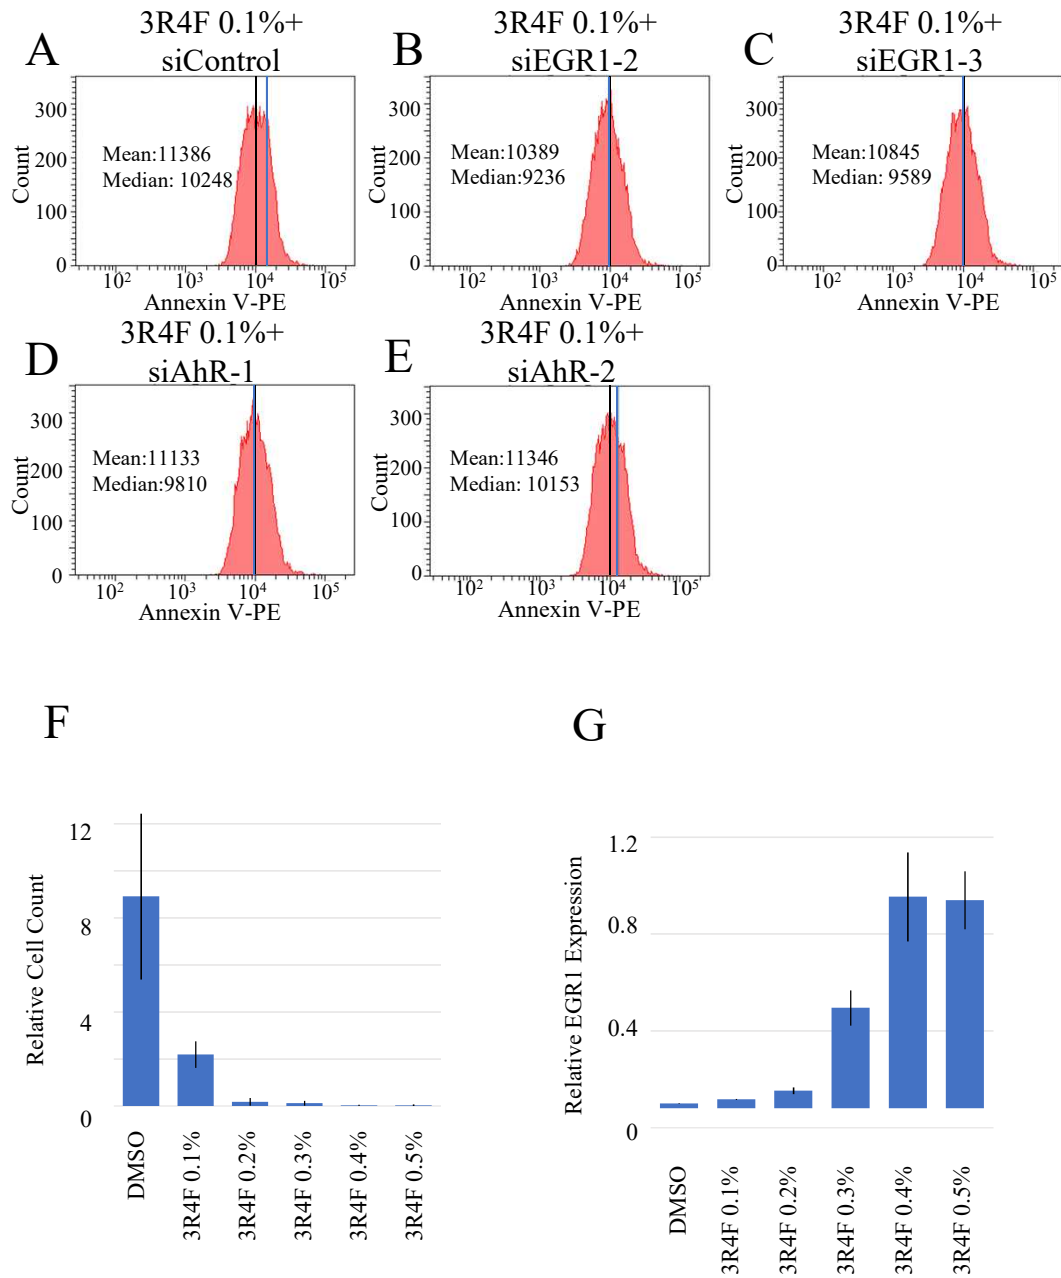 A
3R4F 0.1%+
siControl
300
200
100
0
Count
Mean:11386
Median: 10248
10²
10³
10⁴
10⁵
Annexin V-PE
B
3R4F 0.1%+
siEGR1-2
300
200
100
0
Count
Mean:10389
Median:9236
10²
10³
10⁴
10⁵
Annexin V-PE
C
3R4F 0.1%+
siEGR1-3
300
200
100
0
Count
Mean:10845
Median: 9589
10²
10³
10⁴
10⁵
Annexin V-PE
D
3R4F 0.1%+
siAhR-1
300
200
100
0
Count
Mean:11133
Median:9810
10²
10³
10⁴
10⁵
Annexin V-PE
E
3R4F 0.1%+
siAhR-2
300
200
100
0
Count
Mean:11346
Median: 10153
10²
10³
10⁴
10⁵
Annexin V-PE
F
Relative Cell Count
12
8
4
0
DMSO
3R4F 0.1%
3R4F 0.2%
3R4F 0.3%
3R4F 0.4%
3R4F 0.5%
G
Relative EGR1 Expression
1.2
0.8
0.4
0
DMSO
3R4F 0.1%
3R4F 0.2%
3R4F 0.3%
3R4F 0.4%
3R4F 0.5%